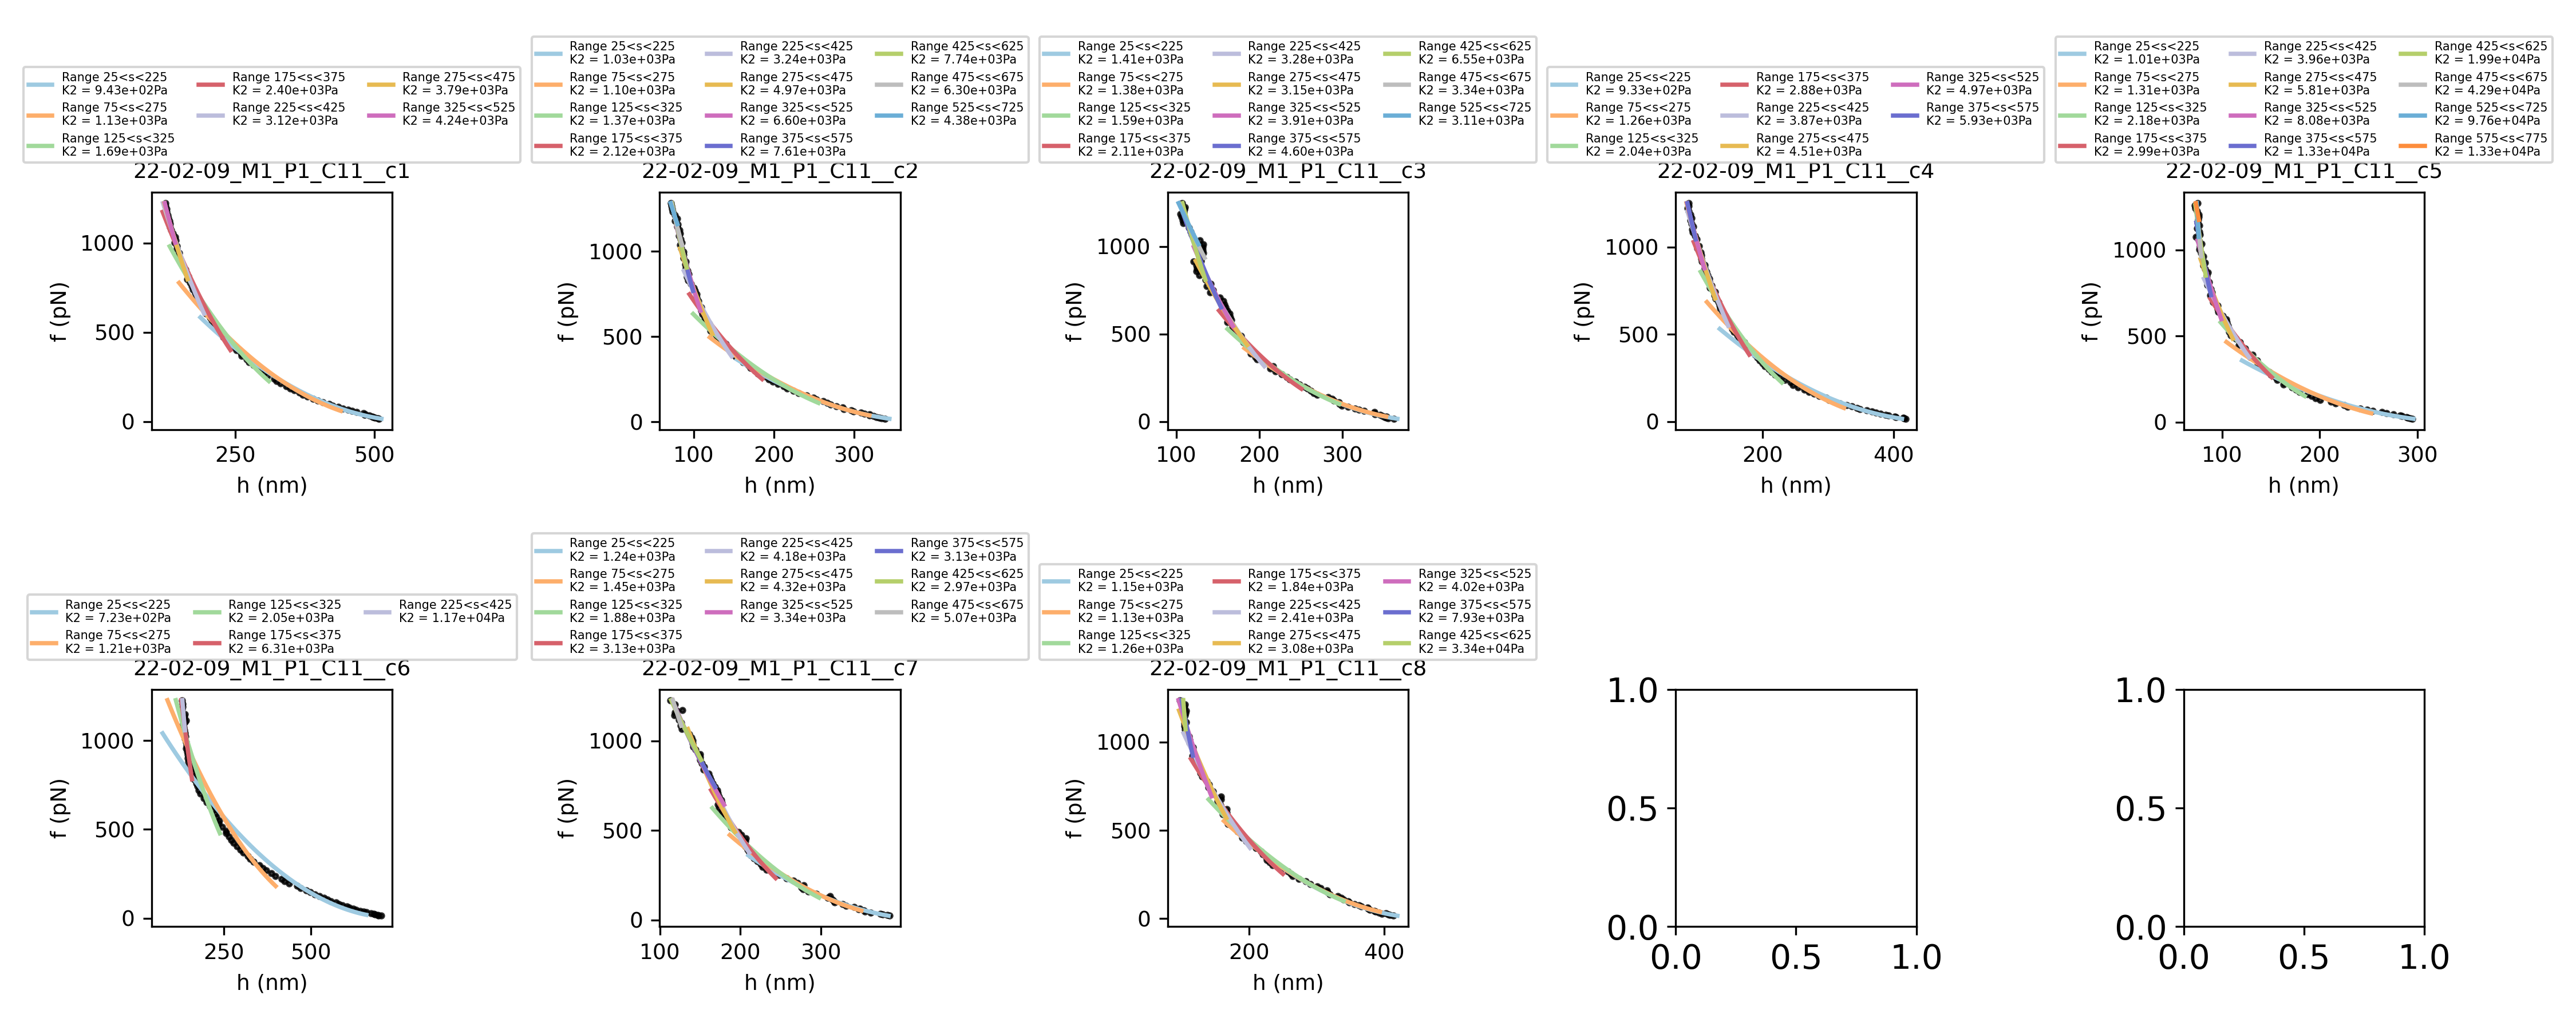 Range 25<s<225
K2 = 9.43e+02Pa
Range 75<s<275
K2 = 1.13e+03Pa
Range 125<s<325
K2 = 1.69e+03Pa
Range 175<s<375
K2 = 2.40e+03Pa
Range 225<s<425
K2 = 3.12e+03Pa
Range 275<s<475
K2 = 3.79e+03Pa
Range 325<s<525
K2 = 4.24e+03Pa
22-02-09_M1_P1_C11__c1
f (pN)
1000
500
0
250
500
h (nm)
Range 25<s<225
K2 = 1.03e+03Pa
Range 75<s<275
K2 = 1.10e+03Pa
Range 125<s<325
K2 = 1.37e+03Pa
Range 175<s<375
K2 = 2.12e+03Pa
Range 225<s<425
K2 = 3.24e+03Pa
Range 275<s<475
K2 = 4.97e+03Pa
Range 325<s<525
K2 = 6.60e+03Pa
Range 375<s<575
K2 = 7.61e+03Pa
Range 425<s<625
K2 = 7.74e+03Pa
Range 475<s<675
K2 = 6.30e+03Pa
Range 525<s<725
K2 = 4.38e+03Pa
22-02-09_M1_P1_C11__c2
f (pN)
1000
500
0
100
200
300
h (nm)
Range 25<s<225
K2 = 1.41e+03Pa
Range 75<s<275
K2 = 1.38e+03Pa
Range 125<s<325
K2 = 1.59e+03Pa
Range 175<s<375
K2 = 2.11e+03Pa
Range 225<s<425
K2 = 3.28e+03Pa
Range 275<s<475
K2 = 3.15e+03Pa
Range 325<s<525
K2 = 3.91e+03Pa
Range 375<s<575
K2 = 4.60e+03Pa
Range 425<s<625
K2 = 6.55e+03Pa
Range 475<s<675
K2 = 3.34e+03Pa
Range 525<s<725
K2 = 3.11e+03Pa
22-02-09_M1_P1_C11__c3
f (pN)
1000
500
0
100
200
300
h (nm)
Range 25<s<225
K2 = 9.33e+02Pa
Range 75<s<275
K2 = 1.26e+03Pa
Range 125<s<325
K2 = 2.04e+03Pa
Range 175<s<375
K2 = 2.88e+03Pa
Range 225<s<425
K2 = 3.87e+03Pa
Range 275<s<475
K2 = 4.51e+03Pa
Range 325<s<525
K2 = 4.97e+03Pa
Range 375<s<575
K2 = 5.93e+03Pa
22-02-09_M1_P1_C11__c4
f (pN)
1000
500
0
200
400
h (nm)
Range 25<s<225
K2 = 1.01e+03Pa
Range 75<s<275
K2 = 1.31e+03Pa
Range 125<s<325
K2 = 2.18e+03Pa
Range 175<s<375
K2 = 2.99e+03Pa
Range 225<s<425
K2 = 3.96e+03Pa
Range 275<s<475
K2 = 5.81e+03Pa
Range 325<s<525
K2 = 8.08e+03Pa
Range 375<s<575
K2 = 1.33e+04Pa
Range 425<s<625
K2 = 1.99e+04Pa
Range 475<s<675
K2 = 4.29e+04Pa
Range 525<s<725
K2 = 9.76e+04Pa
Range 575<s<775
K2 = 1.33e+04Pa
22-02-09_M1_P1_C11__c5
f (pN)
1000
500
0
100
200
300
h (nm)
Range 25<s<225
K2 = 7.23e+02Pa
Range 75<s<275
K2 = 1.21e+03Pa
Range 125<s<325
K2 = 2.05e+03Pa
Range 175<s<375
K2 = 6.31e+03Pa
Range 225<s<425
K2 = 1.17e+04Pa
22-02-09_M1_P1_C11__c6
f (pN)
1000
500
0
250
500
h (nm)
Range 25<s<225
K2 = 1.24e+03Pa
Range 75<s<275
K2 = 1.45e+03Pa
Range 125<s<325
K2 = 1.88e+03Pa
Range 175<s<375
K2 = 3.13e+03Pa
Range 225<s<425
K2 = 4.18e+03Pa
Range 275<s<475
K2 = 4.32e+03Pa
Range 325<s<525
K2 = 3.34e+03Pa
Range 375<s<575
K2 = 3.13e+03Pa
Range 425<s<625
K2 = 2.97e+03Pa
Range 475<s<675
K2 = 5.07e+03Pa
22-02-09_M1_P1_C11__c7
f (pN)
1000
500
0
100
200
300
h (nm)
Range 25<s<225
K2 = 1.15e+03Pa
Range 75<s<275
K2 = 1.13e+03Pa
Range 125<s<325
K2 = 1.26e+03Pa
Range 175<s<375
K2 = 1.84e+03Pa
Range 225<s<425
K2 = 2.41e+03Pa
Range 275<s<475
K2 = 3.08e+03Pa
Range 325<s<525
K2 = 4.02e+03Pa
Range 375<s<575
K2 = 7.93e+03Pa
Range 425<s<625
K2 = 3.34e+04Pa
22-02-09_M1_P1_C11__c8
f (pN)
1000
500
0
200
400
h (nm)
1.0
0.5
0.0
0.0
0.5
1.0
1.0
0.5
0.0
0.0
0.5
1.0